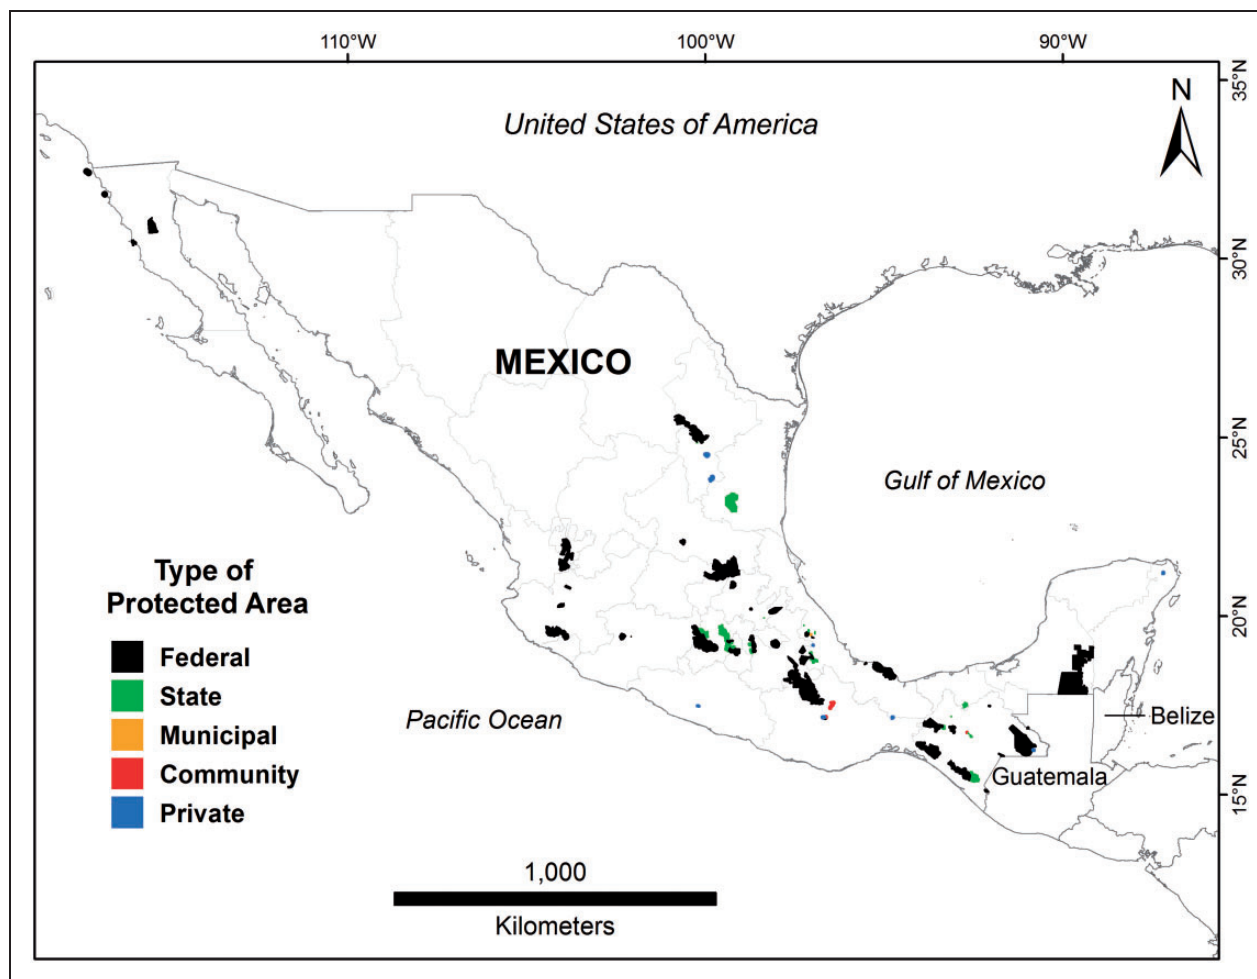 110°W
100°W
90°W
35°N
N
United States of America
30°N
MEXICO
25°N
Gulf of Mexico
Type of
Protected Area
20°N
Federal
State
Pacific Ocean
Belize
Municipal
Community
Guatemala
15°N
Private
1,000
Kilometers